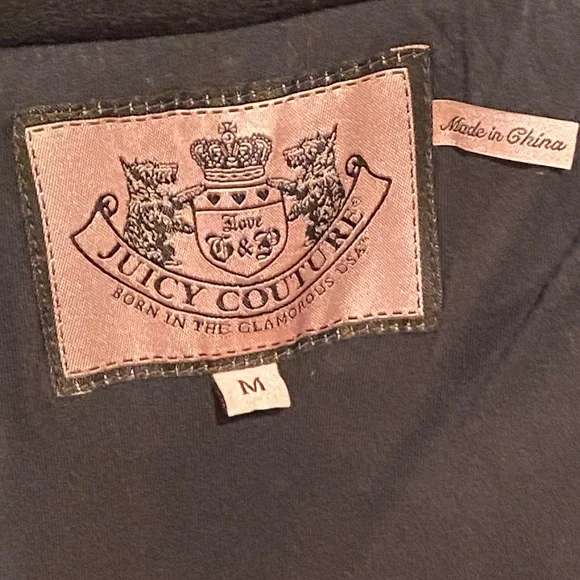 Love
G&P
JUICY COUTURE
BORN IN THE GLAMOROUS USA
Made in China
M